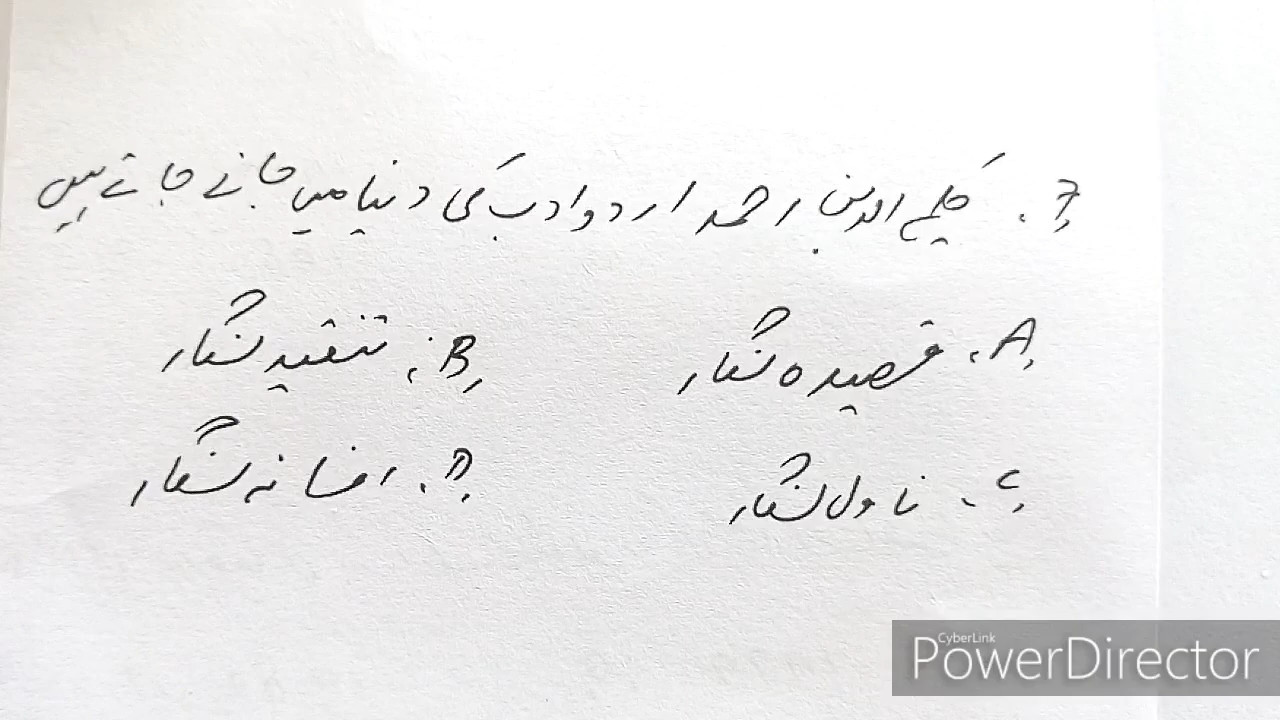 7. کلیم الدین احمد اردو ادب کی دنیا میں جانے جاتے ہیں
A. قصیدہ نگار B. تنقید نگار
C. ناول نگار D. افسانہ نگار
CyberLink
PowerDirector